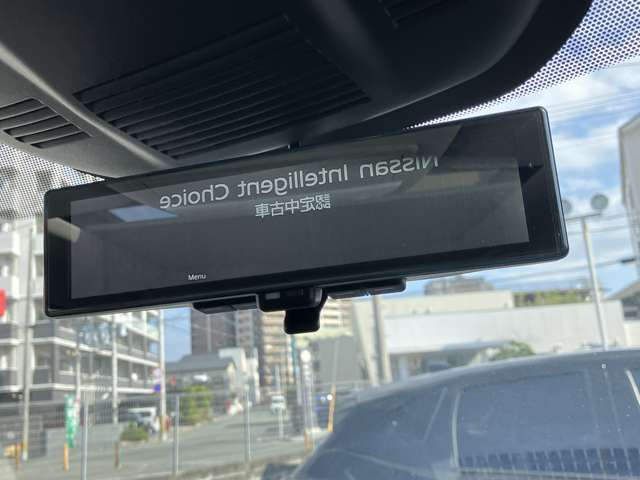 Nissan Intelligent Choice
認定中古車
Menu